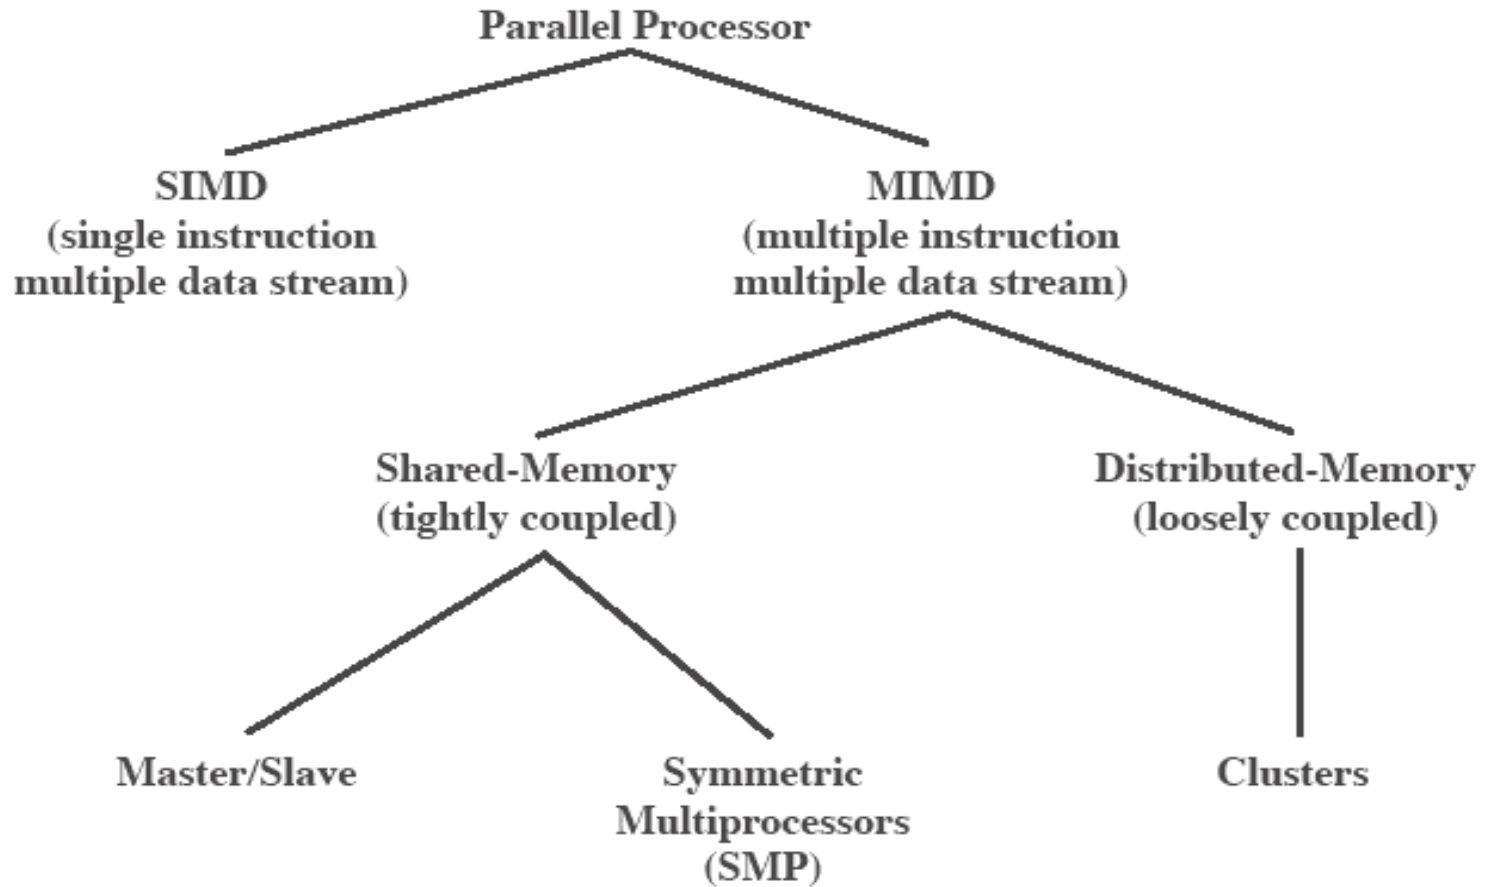 Parallel Processor
SIMD
(single instruction
multiple data stream)
MIMD
(multiple instruction
multiple data stream)
Shared-Memory
(tightly coupled)
Distributed-Memory
(loosely coupled)
Master/Slave
Symmetric
Multiprocessors
(SMP)
Clusters